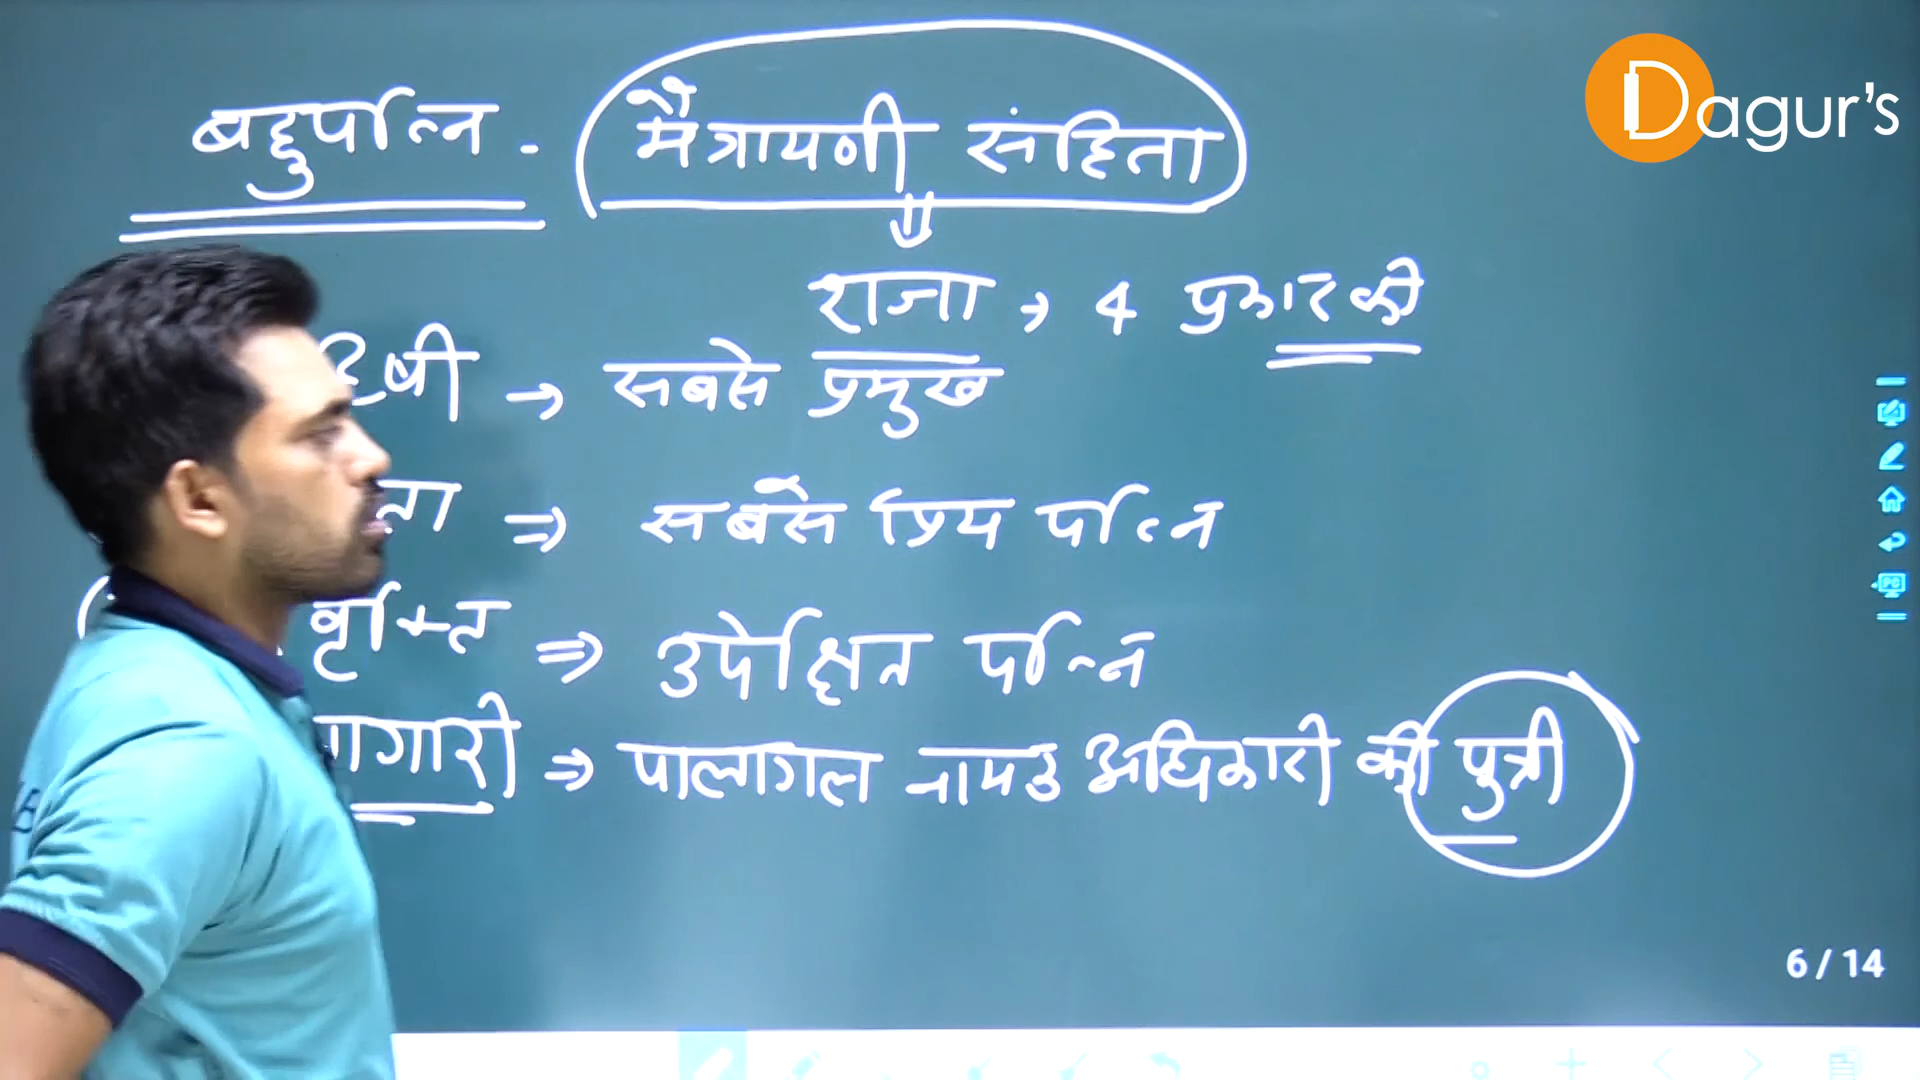 Dagur's
बहुपत्नि - मैत्रायणी संहिता
राजा → 4 प्रकार की
→ सबसे प्रमुख
⇒ सबसे प्रिय पत्नि
⇒ उपेक्षित पत्नि
⇒ पालागल नामक अधिकारी की पुत्री
6 / 14